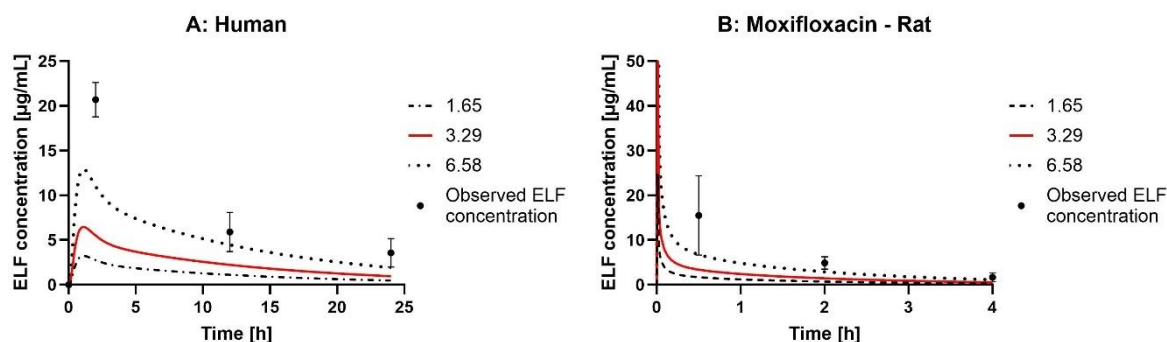 A: Human
ELF concentration [µg/mL]
25
20
15
10
5
0
0 5 10 15 20 25
Time [h]
1.65
3.29
6.58
Observed ELF
concentration
B: Moxifloxacin - Rat
ELF concentration [µg/mL]
50
40
30
20
10
0
0 1 2 3 4
Time [h]
1.65
3.29
6.58
Observed ELF
concentration